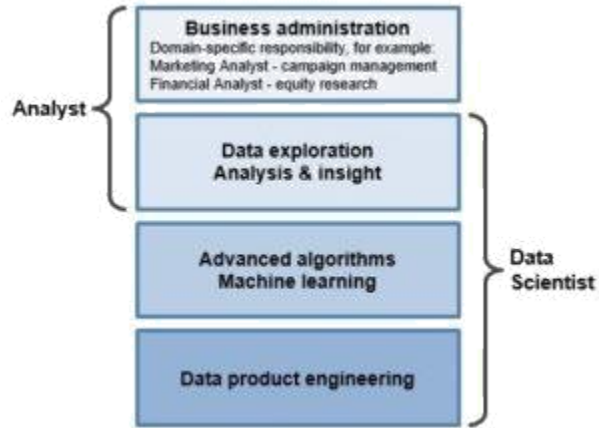 Business administration
Domain-specific responsibility, for example:
Marketing Analyst - campaign management
Financial Analyst - equity research
Analyst
Data exploration
Analysis & insight
Advanced algorithms
Machine learning
Data
Scientist
Data product engineering